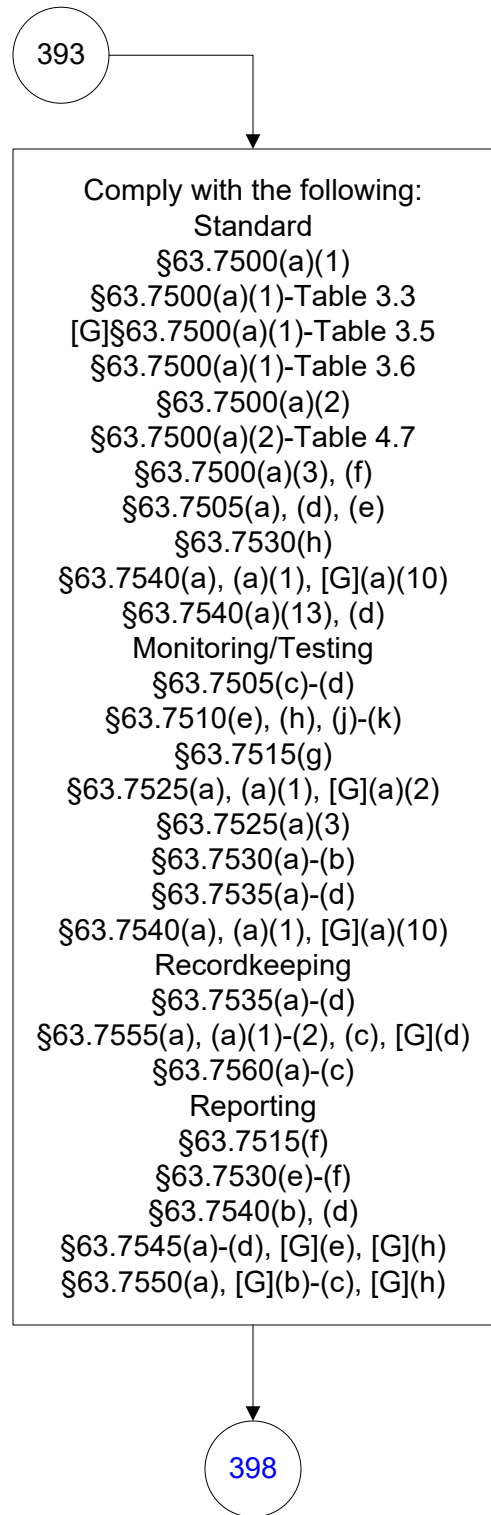 393
Comply with the following:
Standard
§63.7500(a)(1)
§63.7500(a)(1)-Table 3.3
[G]§63.7500(a)(1)-Table 3.5
§63.7500(a)(1)-Table 3.6
§63.7500(a)(2)
§63.7500(a)(2)-Table 4.7
§63.7500(a)(3), (f)
§63.7505(a), (d), (e)
§63.7530(h)
§63.7540(a), (a)(1), [G](a)(10)
§63.7540(a)(13), (d)
Monitoring/Testing
§63.7505(c)-(d)
§63.7510(e), (h), (j)-(k)
§63.7515(g)
§63.7525(a), (a)(1), [G](a)(2)
§63.7525(a)(3)
§63.7530(a)-(b)
§63.7535(a)-(d)
§63.7540(a), (a)(1), [G](a)(10)
Recordkeeping
§63.7535(a)-(d)
§63.7555(a), (a)(1)-(2), (c), [G](d)
§63.7560(a)-(c)
Reporting
§63.7515(f)
§63.7530(e)-(f)
§63.7540(b), (d)
§63.7545(a)-(d), [G](e), [G](h)
§63.7550(a), [G](b)-(c), [G](h)
398